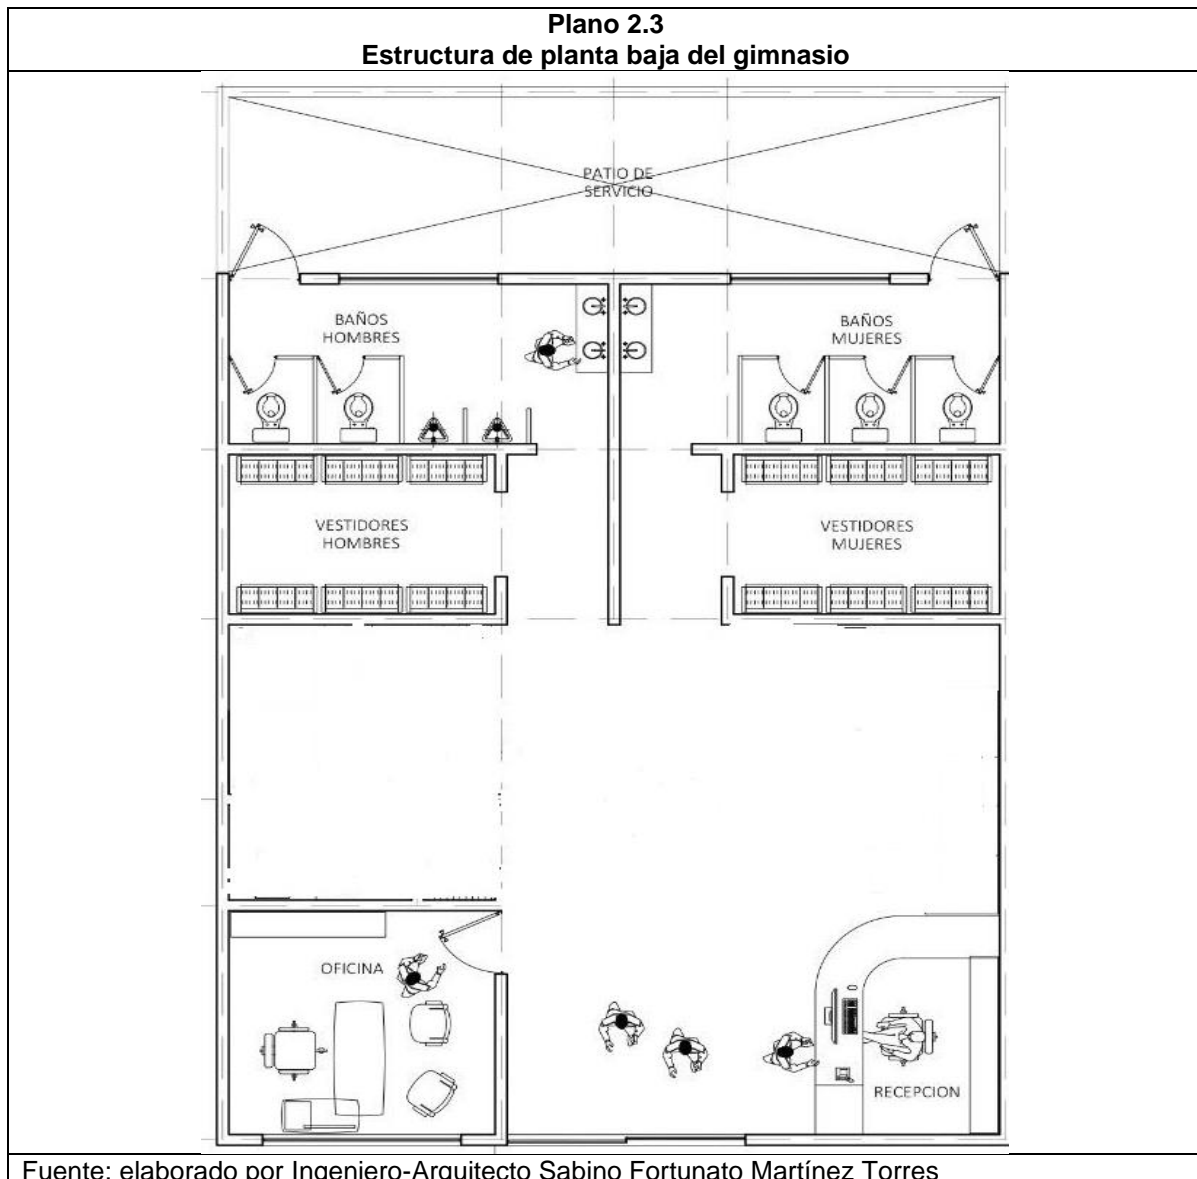 Plano 2.3
Estructura de planta baja del gimnasio
PATIO DE
SERVICIO
BAÑOS
HOMBRES
BAÑOS
MUJERES
VESTIDORES
HOMBRES
VESTIDORES
MUJERES
OFICINA
RECEPCION
Fuente: elaborado por Ingeniero-Arquitecto Sabino Fortunato Martínez Torres